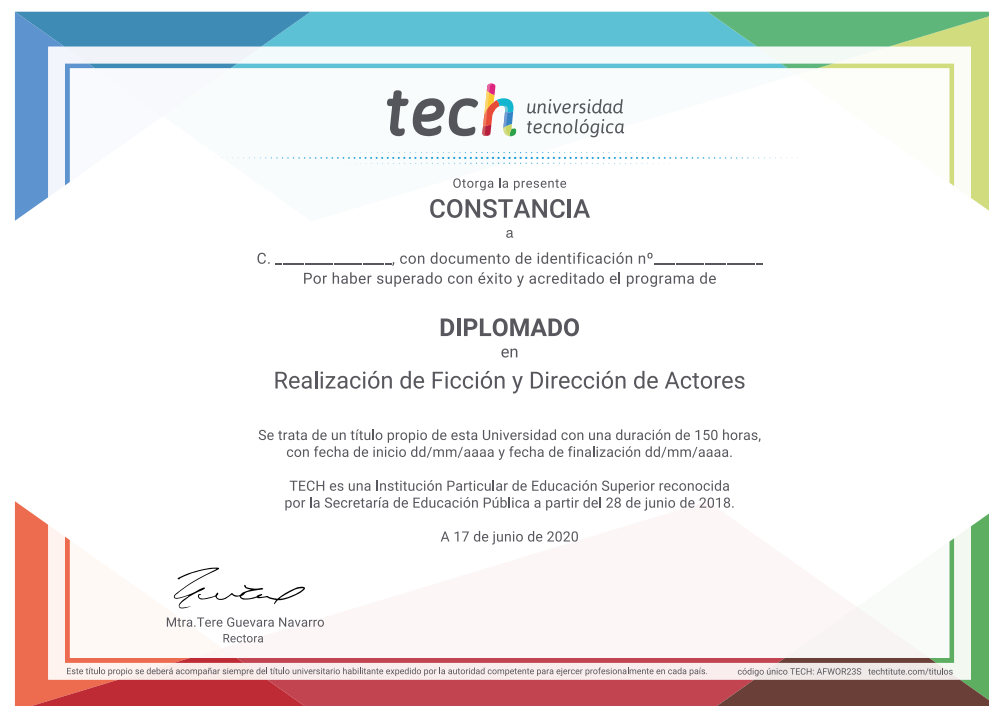 tech universidad
tecnológica
Otorga la presente
CONSTANCIA
a
C. ____________, con documento de identificación nº____________
Por haber superado con éxito y acreditado el programa de
DIPLOMADO
en
Realización de Ficción y Dirección de Actores
Se trata de un título propio de esta Universidad con una duración de 150 horas,
con fecha de inicio dd/mm/aaaa y fecha de finalización dd/mm/aaaa.
TECH es una Institución Particular de Educación Superior reconocida
por la Secretaría de Educación Pública a partir del 28 de junio de 2018.
A 17 de junio de 2020
Mtra.Tere Guevara Navarro
Rectora
Este título propio se deberá acompañar siempre del título universitario habilitante expedido por la autoridad competente para ejercer profesionalmente en cada país. código único TECH: AFWOR23S techtitute.com/titulos